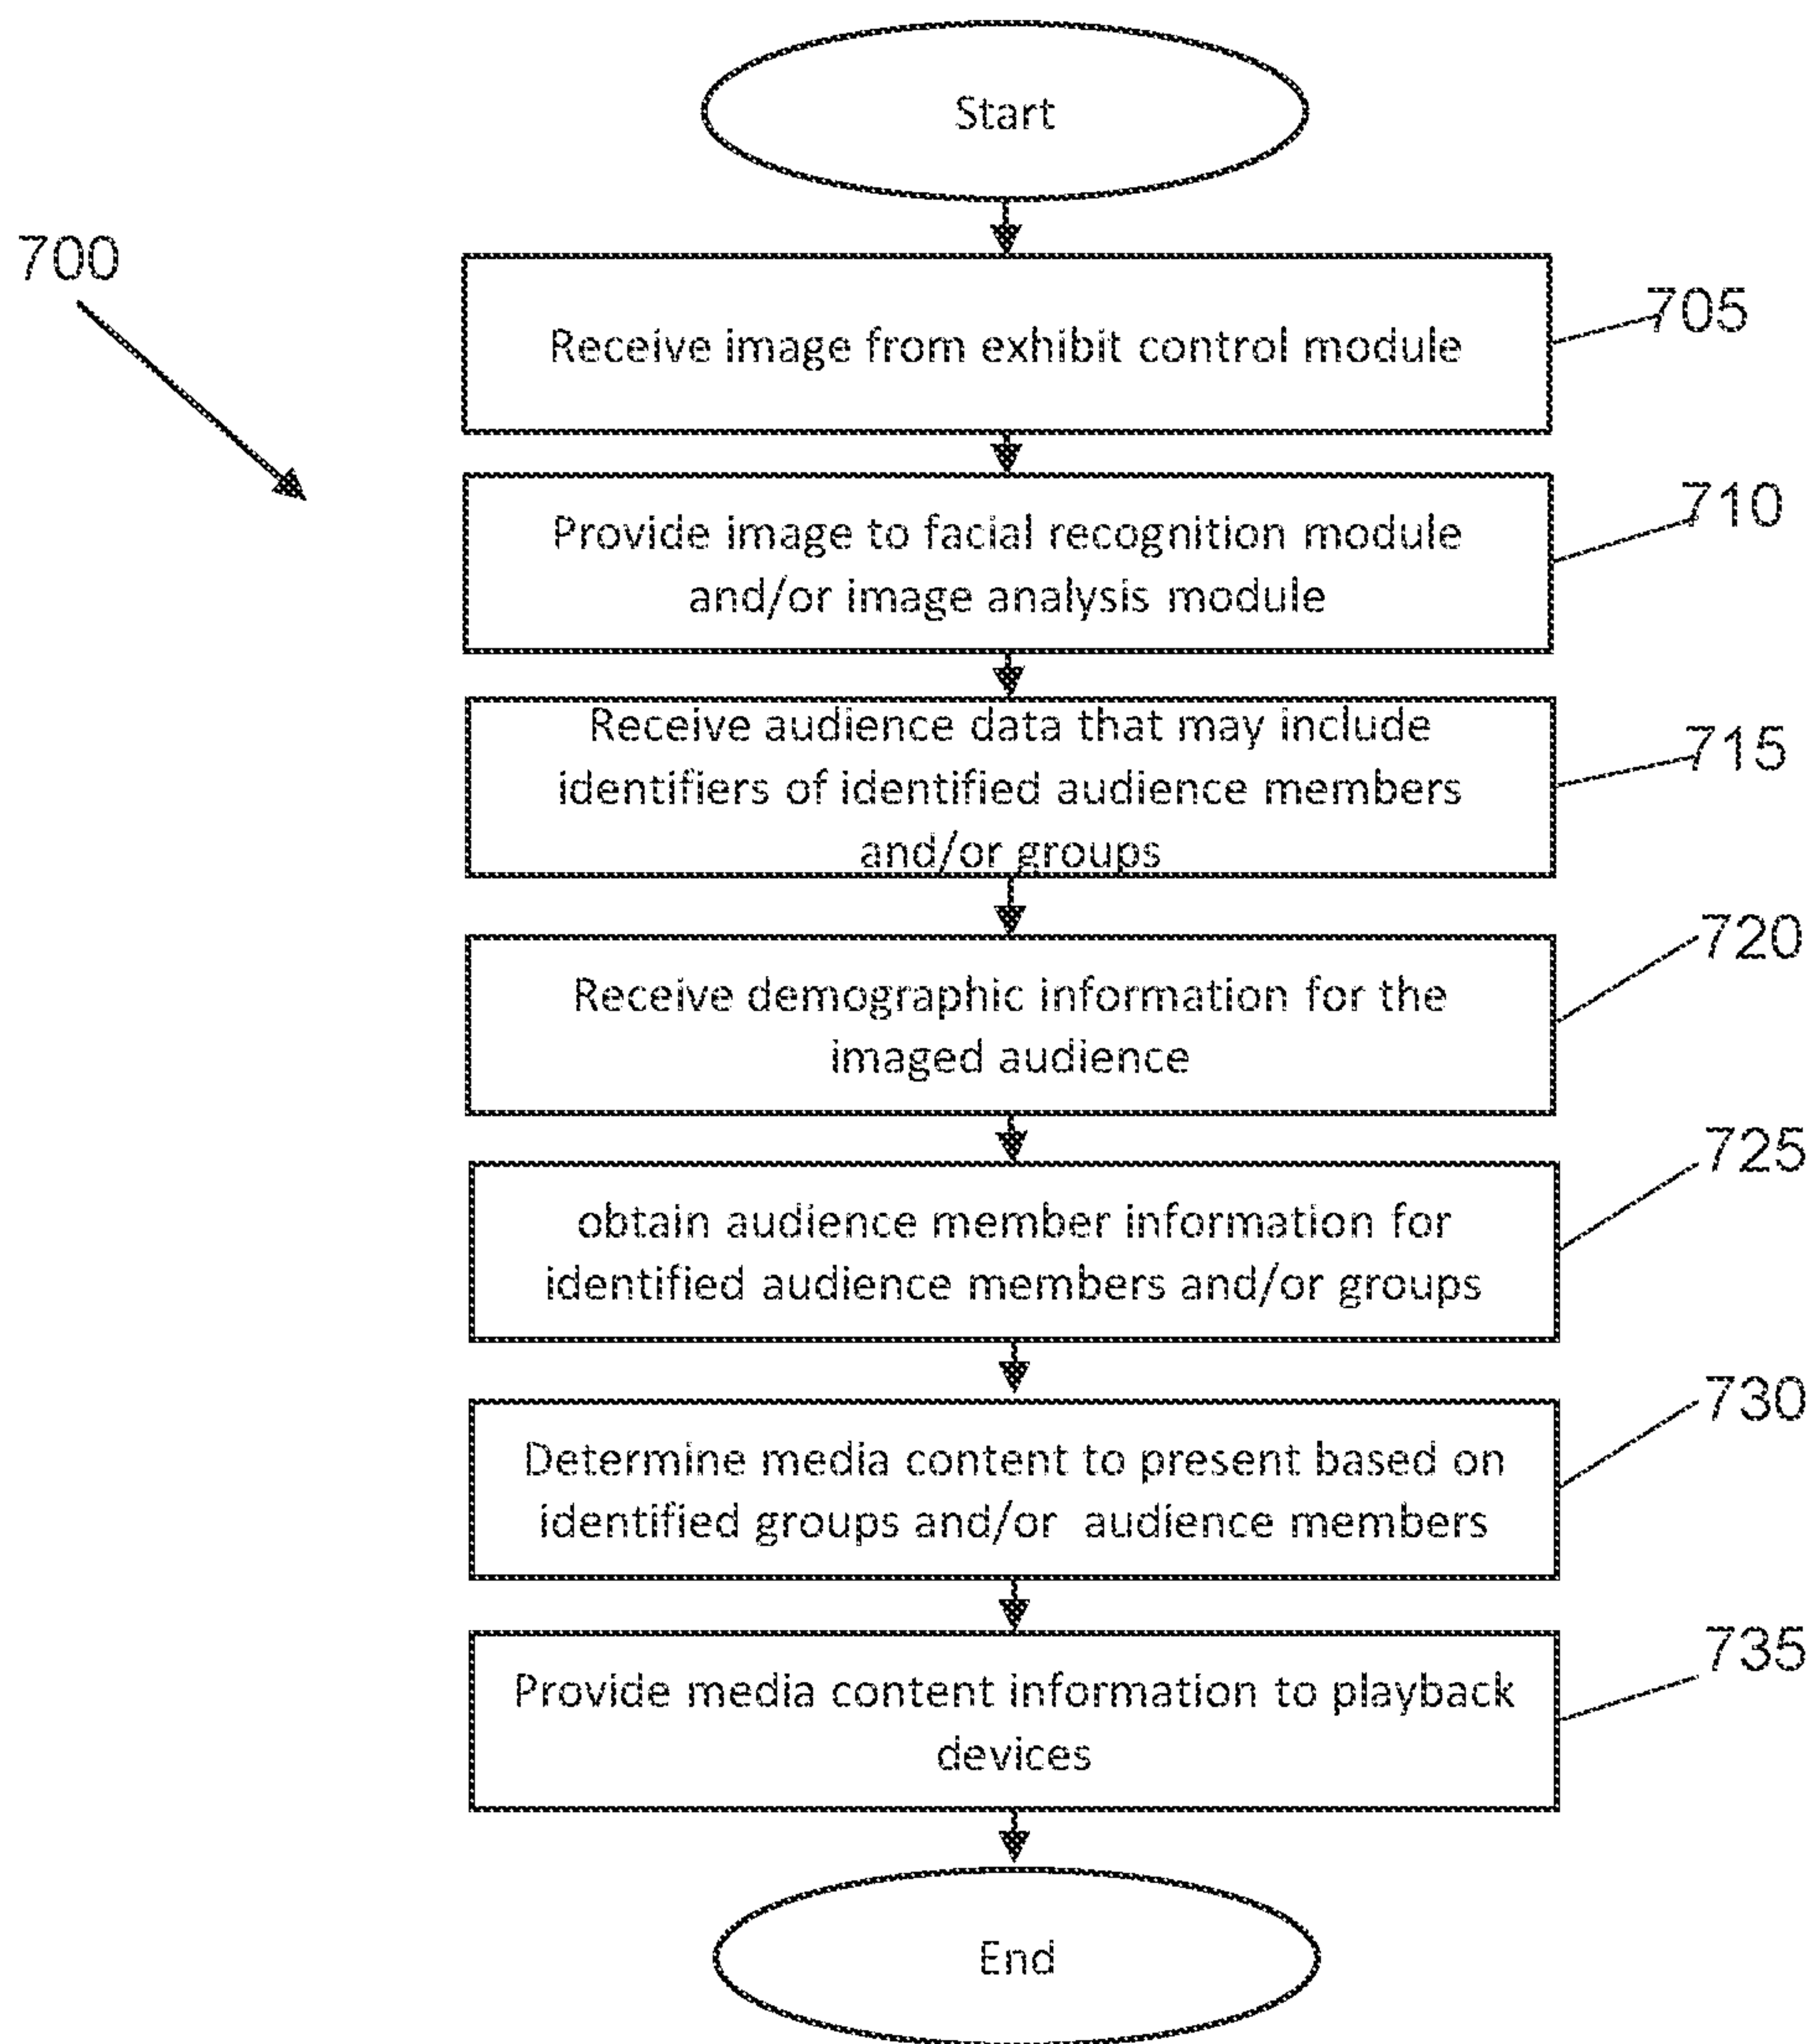 Start
700
Receive image from exhibit control module
705
Provide image to facial recognition module
and/or image analysis module
710
Receive audience data that may include
identifiers of identified audience members
and/or groups
715
Receive demographic information for the
imaged audience
720
obtain audience member information for
identified audience members and/or groups
725
Determine media content to present based on
identified groups and/or audience members
730
Provide media content information to playback
devices
735
End